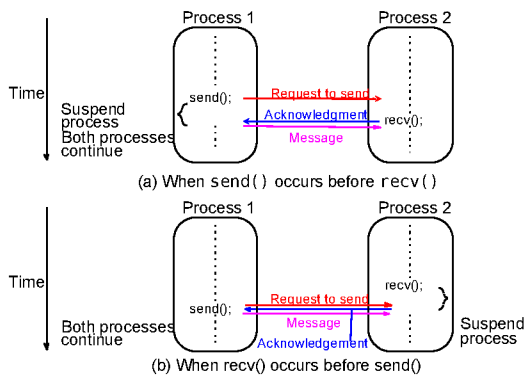 Process 1
Process 2
Time
send();
Request to send
Suspend
process
Acknowledgment
recv();
Both processes
continue
Message
(a) When send() occurs before recv()
Process 1
Process 2
Time
recv();
Request to send
send();
Message
Both processes
continue
Suspend
process
Acknowledgement
(b) When recv() occurs before send()